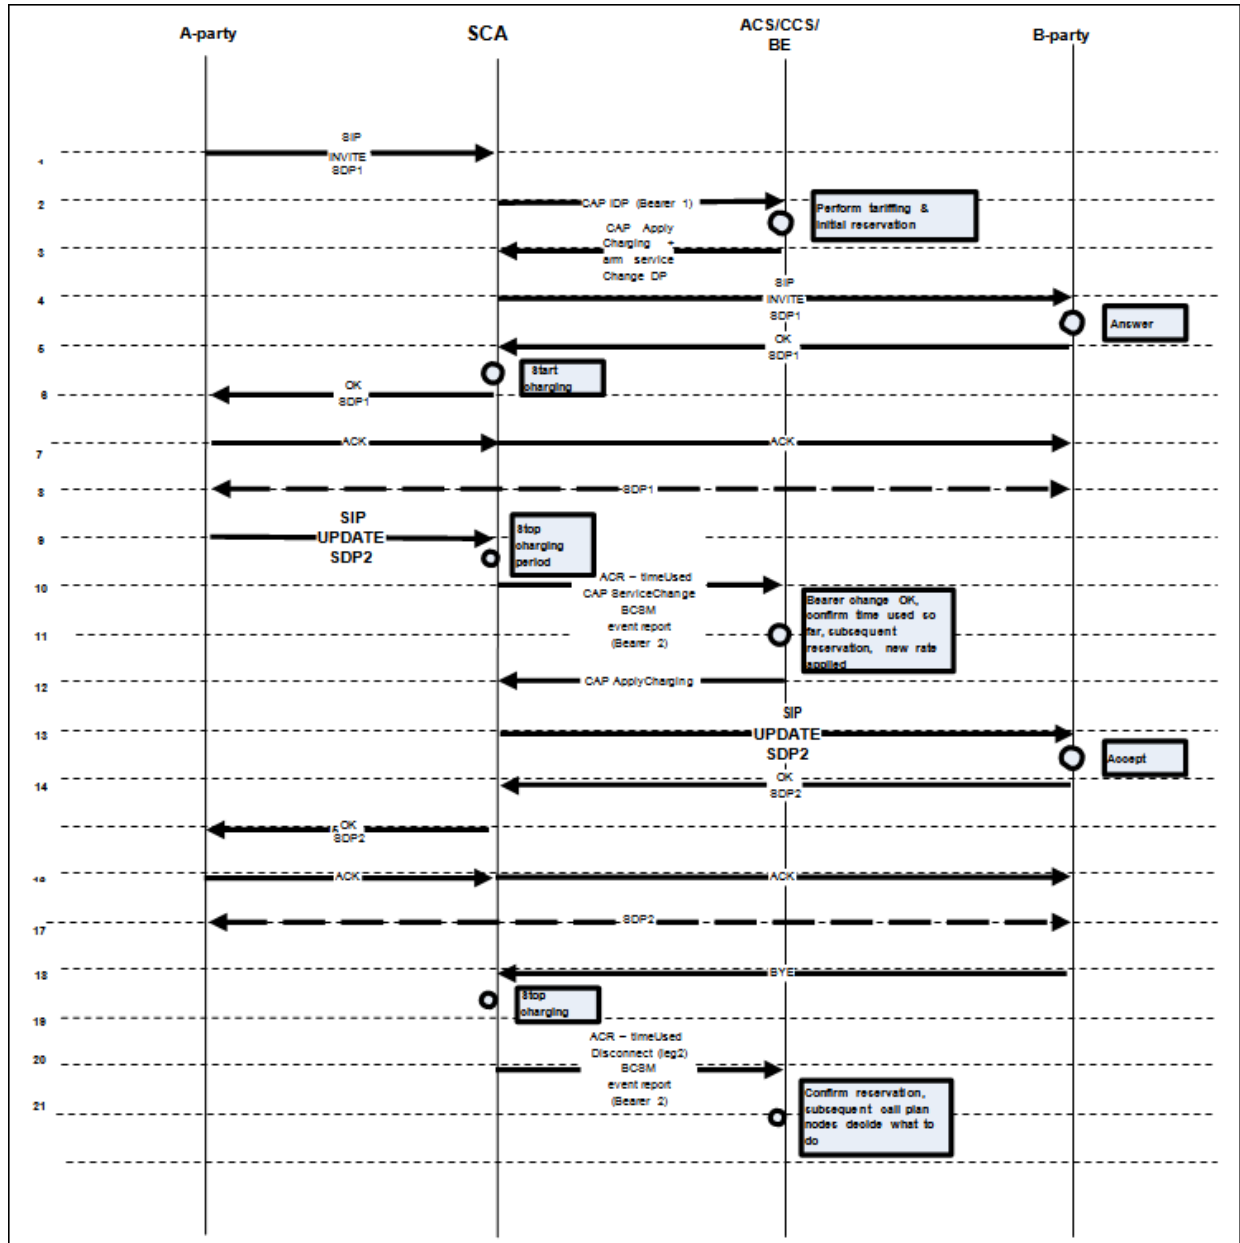 A-party
SCA
ACS/CCS/
BE
B-party
SIP
INVITE
SDP1
2
CAP IDP (Bearer 1)
Perform tariffing &
initial reservation
3
CAP Apply
Charging +
arm service
Change DP
4
SIP
INVITE
SDP1
Answer
5
OK
SDP1
Start
charging
6
OK
SDP1
7
ACK
ACK
8
SDP1
9
SIP
UPDATE
SDP2
Stop
charging
period
10
ACR – timeUsed
CAP ServiceChange
BCSM
event report
(Bearer 2)
11
Bearer change OK,
confirm time used so
far, subsequent
reservation, new rate
applied
12
CAP ApplyCharging
13
SIP
UPDATE
SDP2
Accept
14
OK
SDP2
OK
SDP2
ACK
ACK
17
SDP2
18
BYE
Stop
charging
19
20
ACR – timeUsed
Disconnect (leg2)
BCSM
event report
(Bearer 2)
21
Confirm reservation,
subsequent call plan
nodes decide what to
do